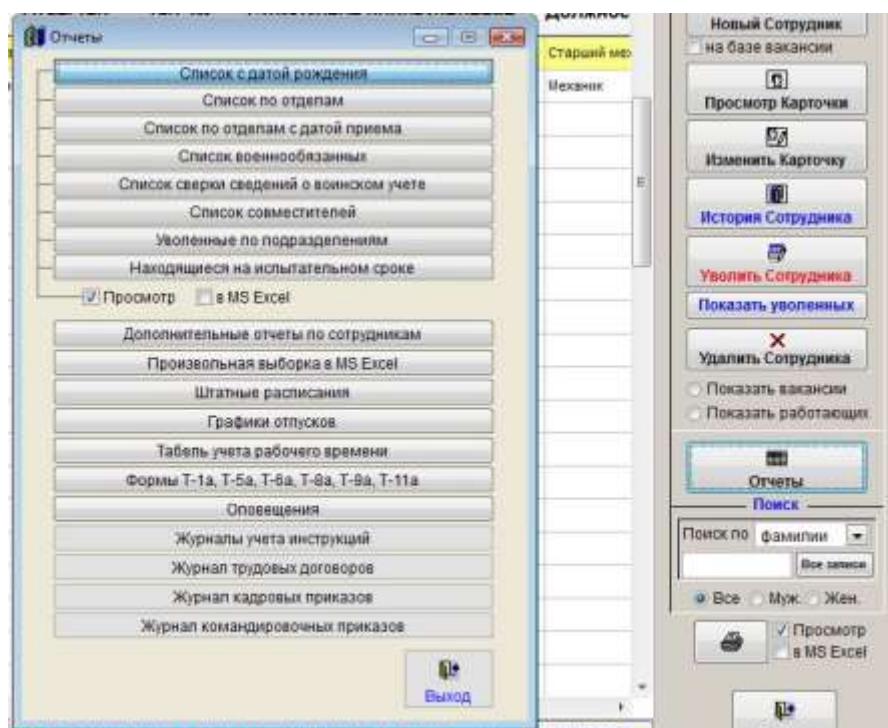 Отчеты
Список с датой рождения
Список по отделам
Список по отделам с датой приема
Список военнообязанных
Список сверки сведений о воинском учете
Список совместителей
Уволенные по подразделениям
Находящиеся на испытательном сроке
Просмотр в MS Excel
Дополнительные отчеты по сотрудникам
Произвольная выборка в MS Excel
Штатные расписания
Графики отпусков
Табель учета рабочего времени
Формы Т-1а, Т-5а, Т-6а, Т-8а, Т-9а, Т-11а
Оповещения
Журналы учета инструкций
Журнал трудовых договоров
Журнал кадровых приказов
Журнал командировочных приказов
Выход
Должнос
Старший мех
Механик
Новый Сотрудник
на базе вакансии
Просмотр Карточки
Изменить Карточку
История Сотрудника
Уволить Сотрудника
Показать уволенных
Удалить Сотрудника
Показать вакансии
Показать работающих
Отчеты
Поиск
Поиск по фамилии
Все записи
Все Муж. Жен.
Просмотр
в MS Excel